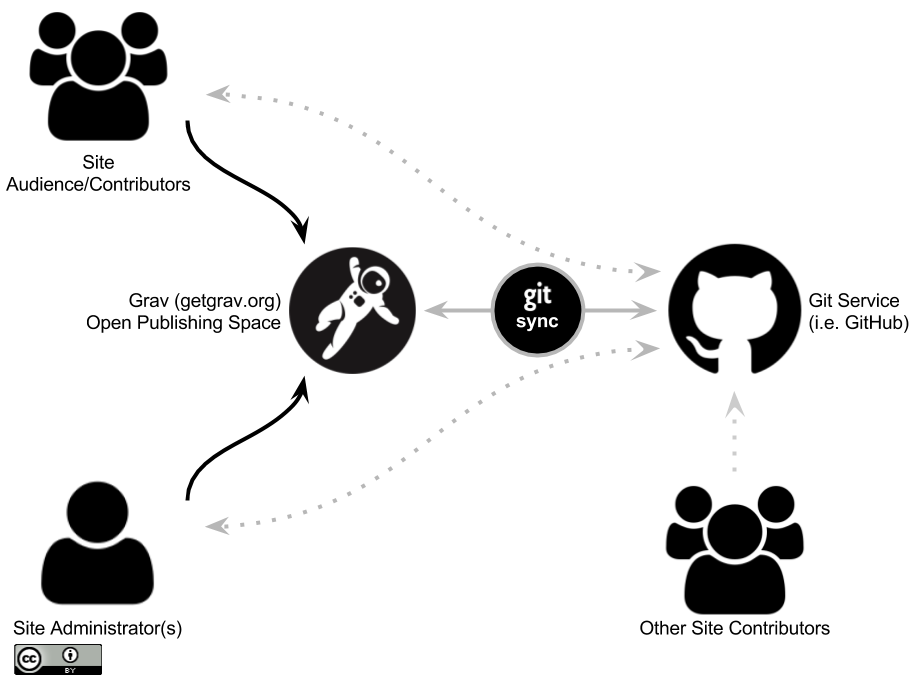 Site
Audience/Contributors
Grav (getgrav.org)
Open Publishing Space
git
sync
Git Service
(i.e. GitHub)
Site Administrator(s)
Other Site Contributors
cc
BY